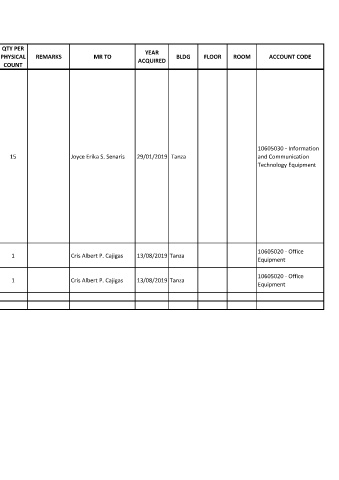 QTY PER PHYSICAL COUNT REMARKS MR TO YEAR ACQUIRED BLDG FLOOR ROOM ACCOUNT CODE
15 Joyce Erika S. Senaris 29/01/2019 Tanza 10605030 - Information and Communication Technology Equipment
1 Cris Albert P. Cajigas 13/08/2019 Tanza 10605020 - Office Equipment
1 Cris Albert P. Cajigas 13/08/2019 Tanza 10605020 - Office Equipment